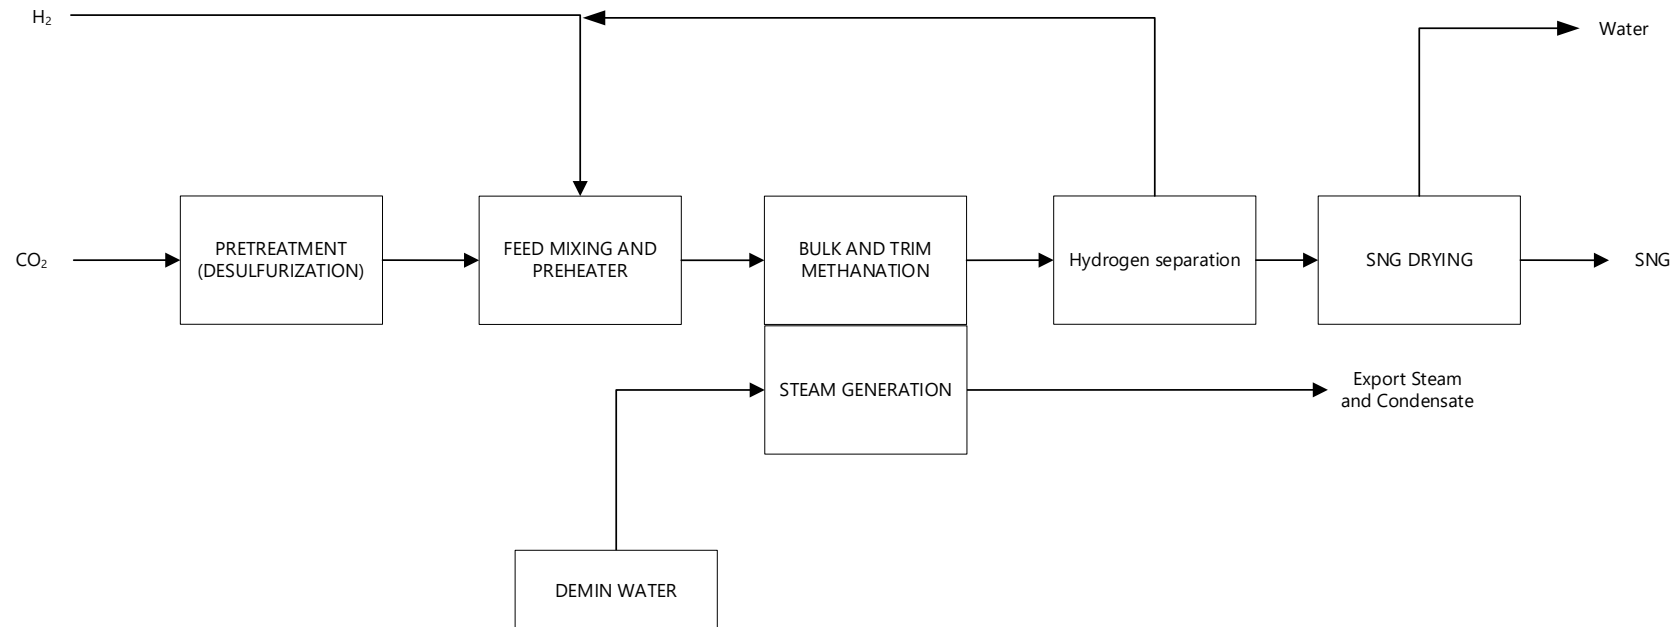 H₂
Water
CO₂
PRETREATMENT
(DESULFURIZATION)
FEED MIXING AND
PREHEATER
BULK AND TRIM
METHANATION
Hydrogen separation
SNG DRYING
SNG
STEAM GENERATION
Export Steam
and Condensate
DEMIN WATER